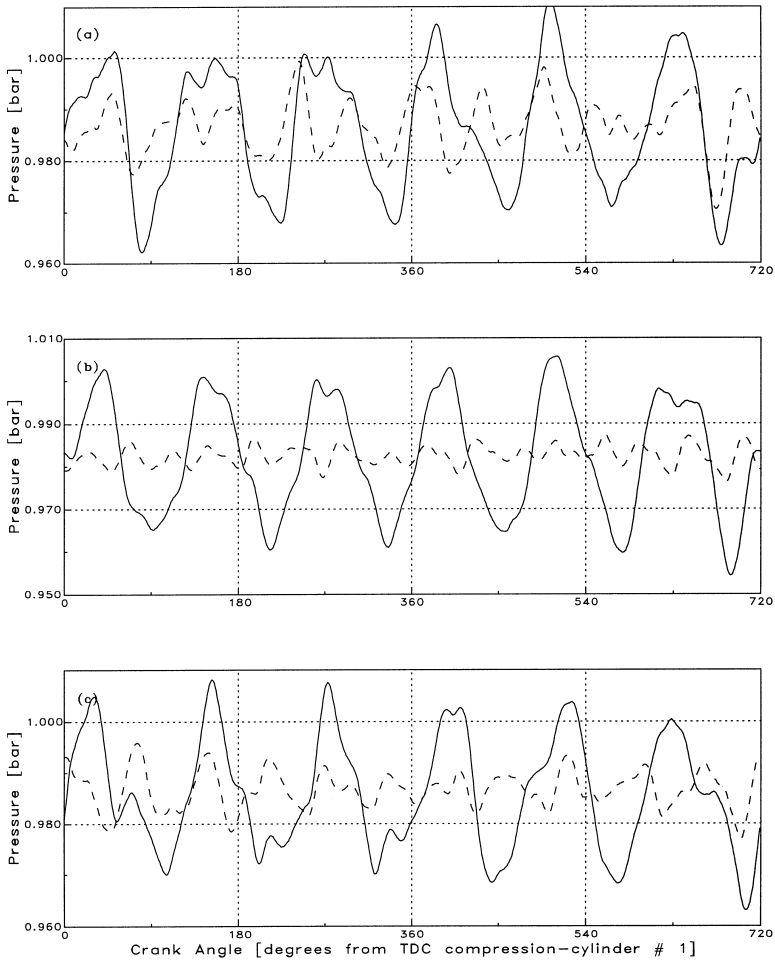 (a)
1.000
0.980
0.960
Pressure [bar]
0 180 360 540 720
(b)
1.010
0.990
0.970
0.950
Pressure [bar]
0 180 360 540 720
(c)
1.000
0.980
0.960
Pressure [bar]
0 180 360 540 720
Crank Angle [degrees from TDC compression-cylinder # 1]